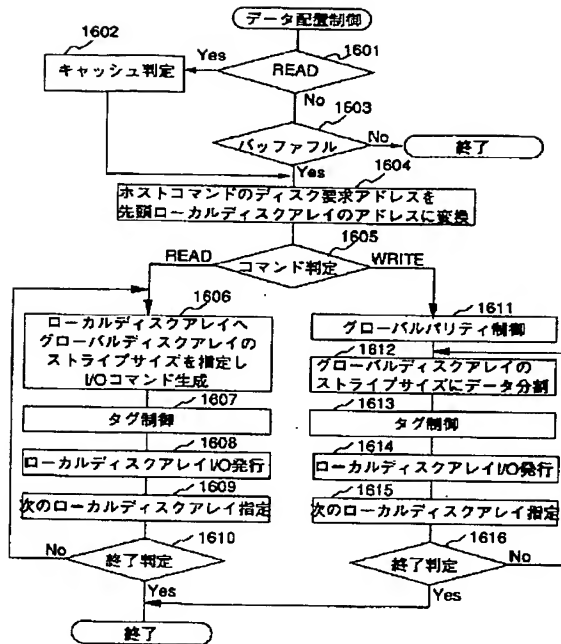 データ配置制御
1601
1602
READ
Yes
キャッシュ判定
No
1603
バッファフル
No
終了
Yes
1604
ホストコマンドのディスク要求アドレスを
先頭ローカルディスクアレイのアドレスに変換
1605
READ
コマンド判定
WRITE
1606
ローカルディスクアレイへ
グローバルディスクアレイの
ストライプサイズを指定し
I/Oコマンド生成
1607
タグ制御
1608
ローカルディスクアレイI/O発行
1609
次のローカルディスクアレイ指定
1610
No
終了判定
Yes
終了
1611
グローバルパリティ制御
1612
グローバルディスクアレイの
ストライプサイズにデータ分割
1613
タグ制御
1614
ローカルディスクアレイI/O発行
1615
次のローカルディスクアレイ指定
1616
終了判定
No
Yes